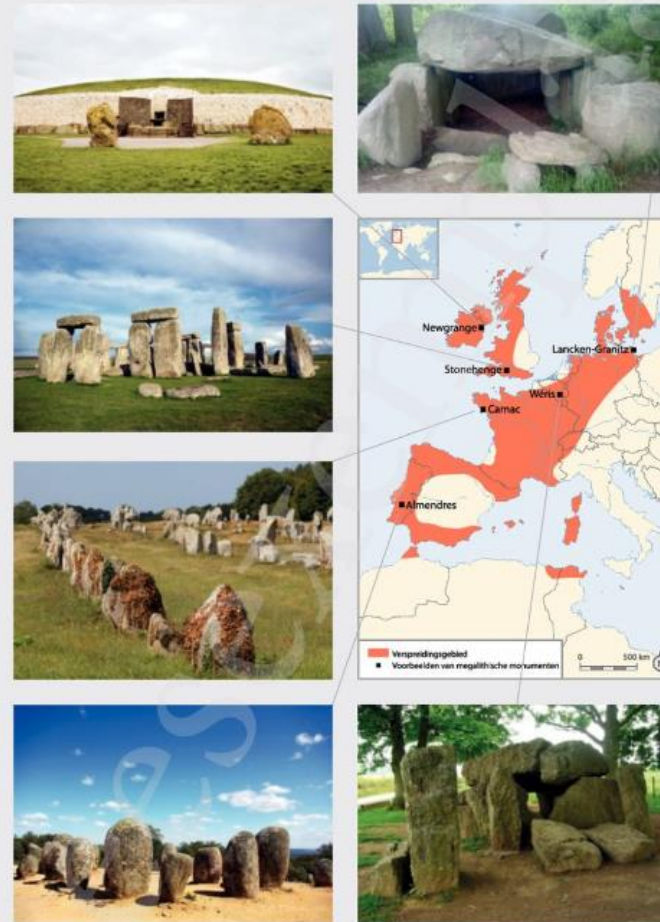 Newgrange
Lancken-Granitz
Stonehenge
Wéris
Carnac
Almendres
Verspreidingsgebied
Voorbeelden van megalithische monumenten
0 500 km